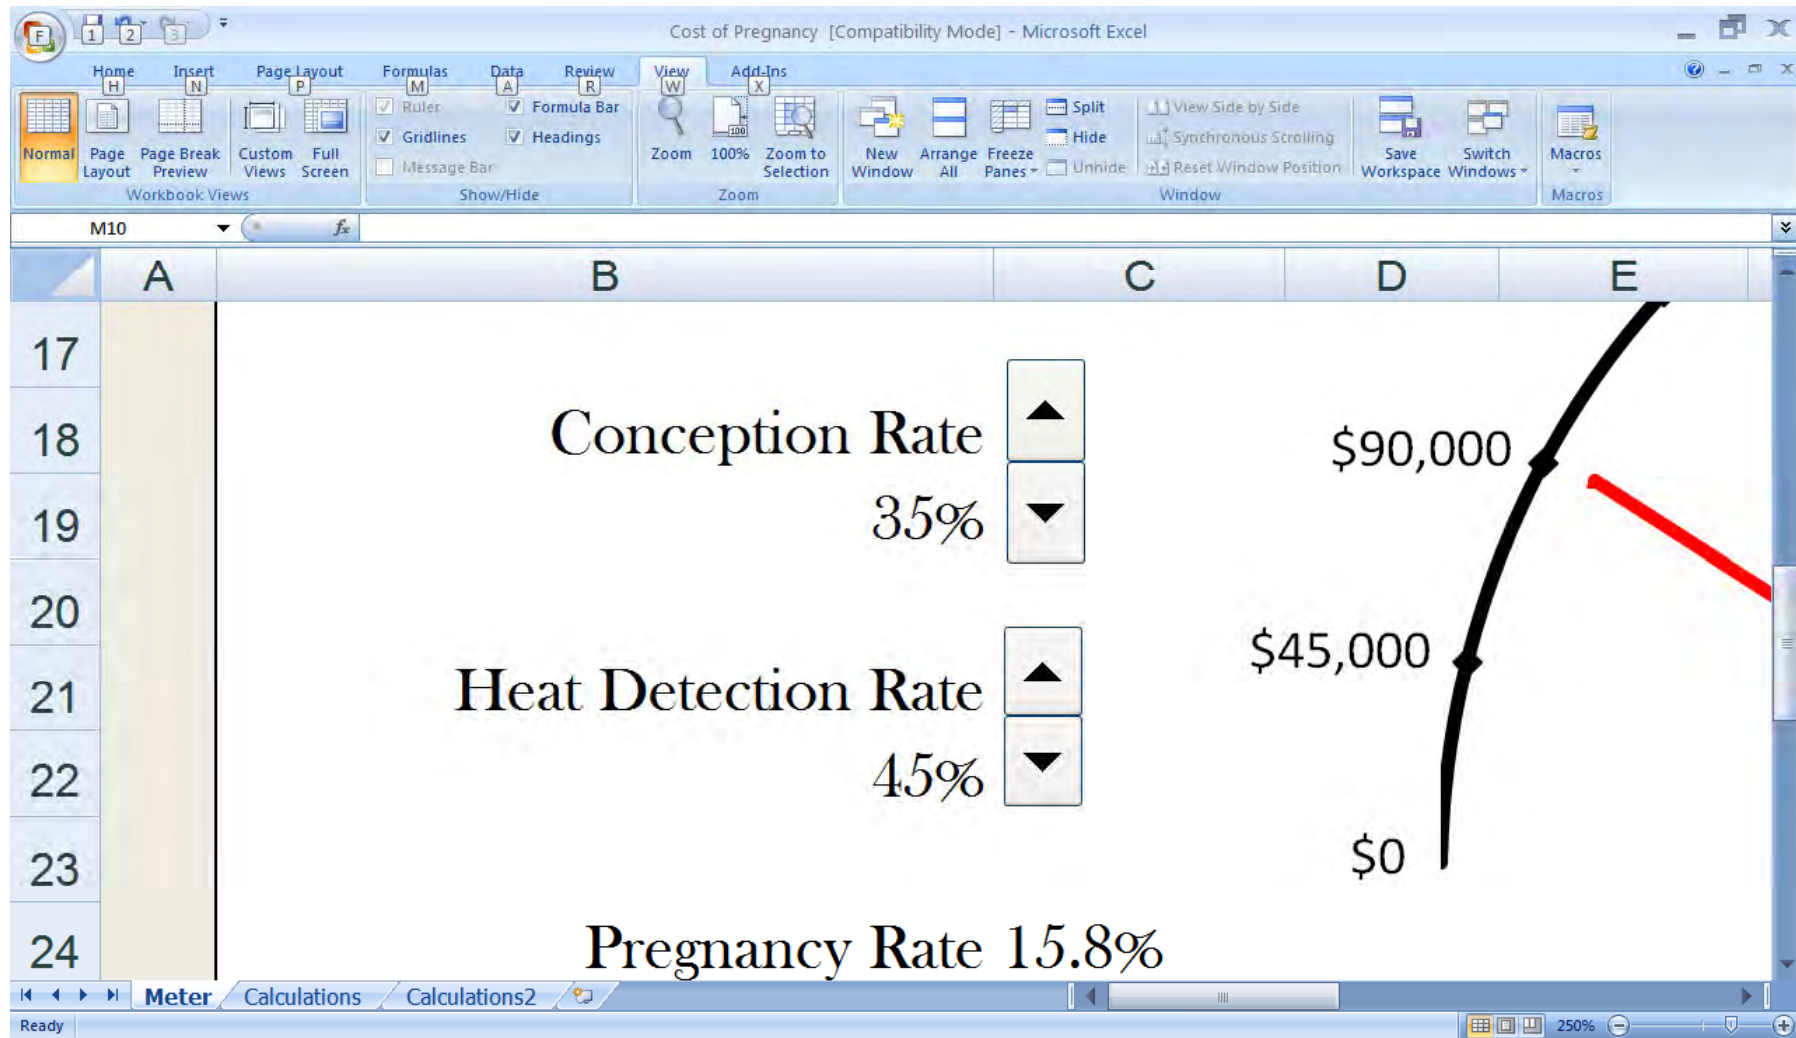 Cost of Pregnancy [Compatibility Mode] - Microsoft Excel
F 1 2 3
Home Insert Page Layout Formulas Data Review View Add-Ins
H N P M A R W X
Normal Page Layout Page Break Preview Custom Views Full Screen
Workbook Views
Ruler Formula Bar
Gridlines Headings
Message Bar
Show/Hide
Zoom 100% Zoom to Selection
Zoom
New Window Arrange All Freeze Panes
Split View Side by Side
Hide Synchronous Scrolling
Unhide Reset Window Position
Save Workspace Switch Windows
Window
Macros
Macros
M10 fx
A B C D E
17
18 Conception Rate $90,000
19 35%
20
21 Heat Detection Rate $45,000
22 45%
23 $0
24 Pregnancy Rate 15.8%
Meter Calculations Calculations2
Ready 250%